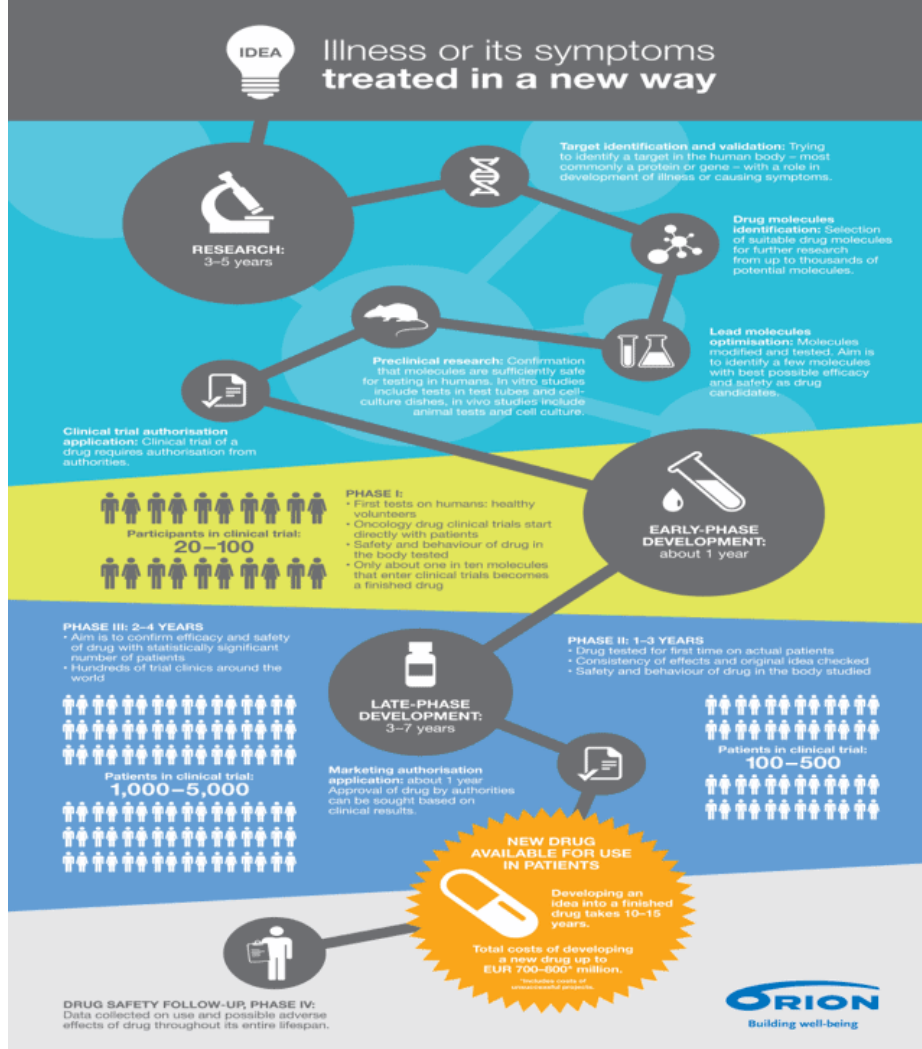 IDEA
Illness or its symptoms
treated in a new way
Target identification and validation: Trying
to identify a target in the human body – most
commonly a protein or gene – with a role in
development of illness or causing symptoms.
RESEARCH:
3–5 years
Drug molecules
identification: Selection
of suitable drug molecules
for further research
from up to thousands of
potential molecules.
Lead molecules
optimisation: Molecules
modified and tested. Aim is
to identify a few molecules
with best possible efficacy
and safety as drug
candidates.
Preclinical research: Confirmation
that molecules are sufficiently safe
for testing in humans. In vitro studies
include tests in test tubes and cell-
culture dishes, in vivo studies include
animal tests and cell culture.
Clinical trial authorisation
application: Clinical trial of a
drug requires authorisation from
authorities.
EARLY-PHASE
DEVELOPMENT:
about 1 year
PHASE I:
• First tests on humans: healthy
volunteers
• Oncology drug clinical trials start
directly with patients
• Safety and behaviour of drug in
the body tested
• Only about one in ten molecules
that enter clinical trials becomes
a finished drug
Participants in clinical trial:
20–100
PHASE III: 2–4 YEARS
• Aim is to confirm efficacy and safety
of drug with statistically significant
number of patients
• Hundreds of trial clinics around the
world
Patients in clinical trial:
1,000–5,000
LATE-PHASE
DEVELOPMENT:
3–7 years
PHASE II: 1–3 YEARS
• Drug tested for first time on actual patients
• Consistency of effects and original idea checked
• Safety and behaviour of drug in the body studied
Patients in clinical trial:
100–500
Marketing authorisation
application: about 1 year
Approval of drug by authorities
can be sought based on
clinical results.
NEW DRUG
AVAILABLE FOR USE
IN PATIENTS
Developing an
idea into a finished
drug takes 10–15
years.
Total costs of developing
a new drug up to
EUR 700–800* million.
*Includes costs of
unsuccessful projects.
DRUG SAFETY FOLLOW-UP, PHASE IV:
Data collected on use and possible adverse
effects of drug throughout its entire lifespan.
ORION
Building well-being